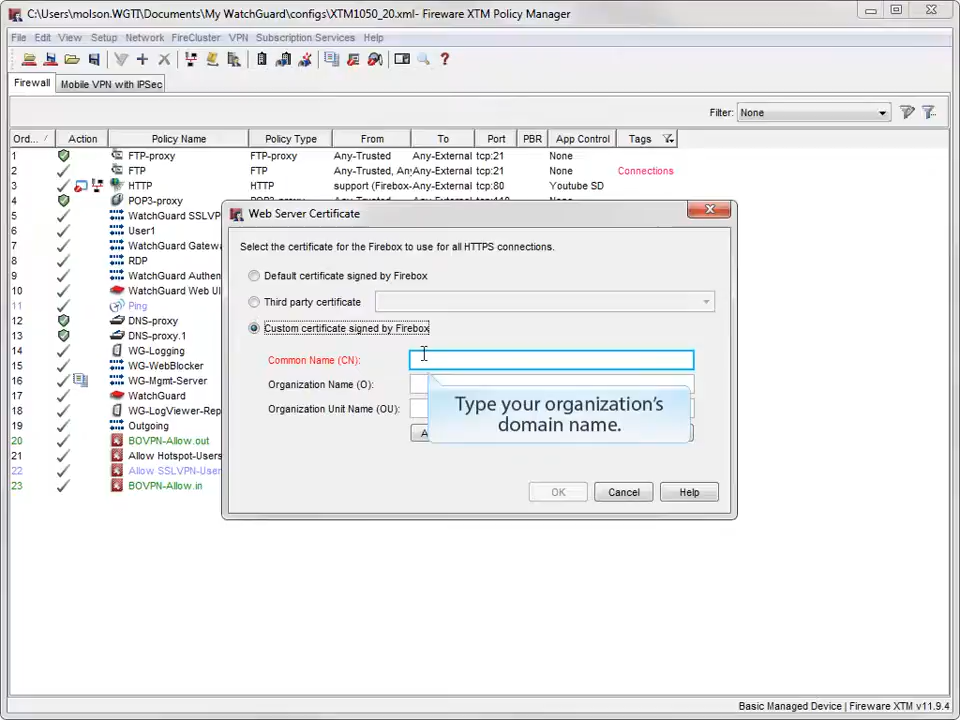 C:\Users\molson.WGTI\Documents\My WatchGuard\configs\XTM1050_20.xml- Fireware XTM Policy Manager
File Edit View Setup Network FireCluster VPN Subscription Services Help
Firewall Mobile VPN with IPSec
Filter: None
Ord... Action Policy Name Policy Type From To Port PBR App Control Tags
1 FTP-proxy FTP-proxy Any-Trusted Any-External tcp:21 None
2 FTP FTP Any-Trusted, An Any-External tcp:21 None Connections
3 HTTP HTTP support (Firebox- Any-External tcp:80 Youtube SD
4 POP3-proxy POP3-proxy Any-Trusted Any-External None
5 WatchGuard SSLVP
6 User1
7 WatchGuard Gatew
8 RDP
9 WatchGuard Authen
10 WatchGuard Web UI
11 Ping
12 DNS-proxy
13 DNS-proxy.1
14 WG-Logging
15 WG-WebBlocker
16 WG-Mgmt-Server
17 WatchGuard
18 WG-LogViewer-Rep
19 Outgoing
20 BOVPN-Allow.out
21 Allow Hotspot-Users
22 Allow SSLVPN-User
23 BOVPN-Allow.in
Web Server Certificate
Select the certificate for the Firebox to use for all HTTPS connections.
Default certificate signed by Firebox
Third party certificate
Custom certificate signed by Firebox
Common Name (CN):
Organization Name (O):
Organization Unit Name (OU):
Type your organization's
domain name.
OK Cancel Help
Basic Managed Device | Fireware XTM v11.9.4